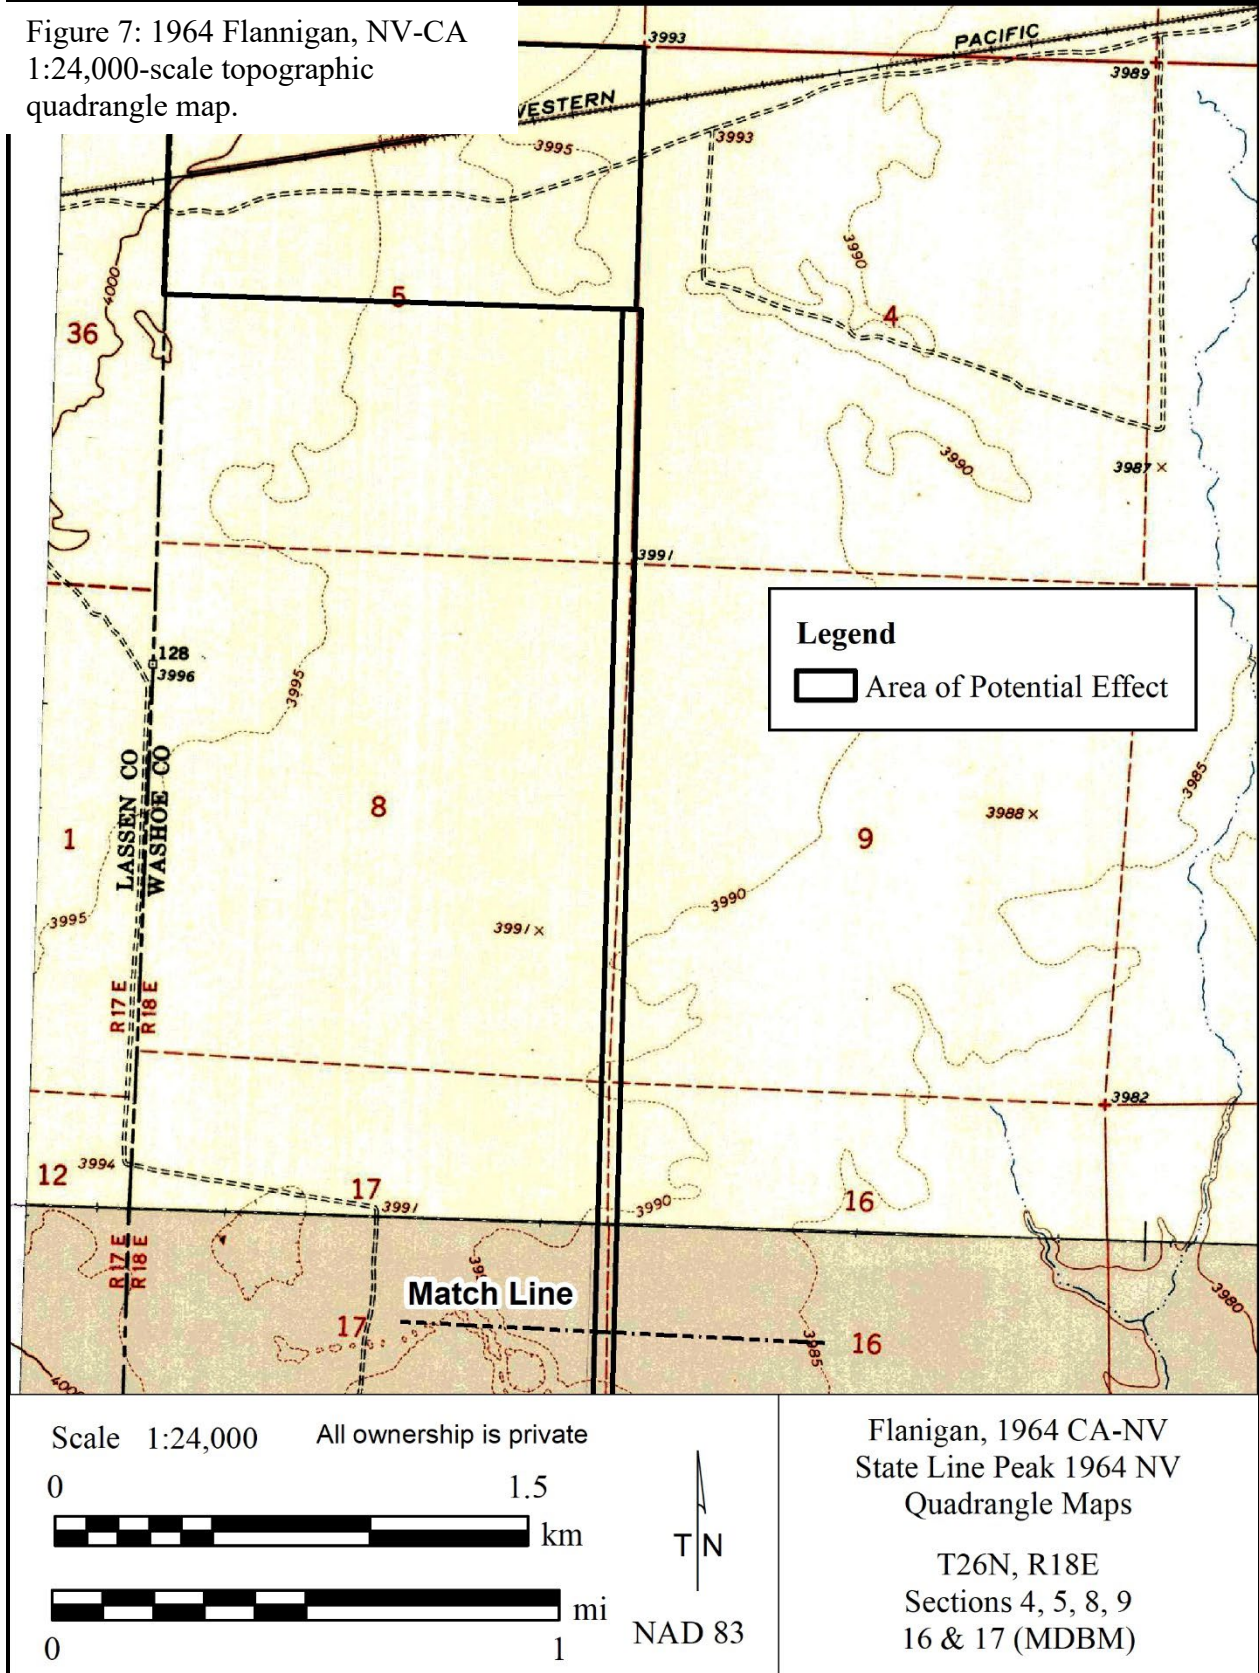 Figure 7: 1964 Flannigan, NV-CA
1:24,000-scale topographic
quadrangle map.
3993
PACIFIC
3989
WESTERN
3995
3993
4000
3990
36
5
4
3990
3987
3991
128
3996
3995
Legend
Area of Potential Effect
3985
LASSEN CO
WASHOE CO
8
3988
1
9
3990
3995
3991
R17E
R18E
3982
12
3994
17
3991
3990
16
R17E
R18E
Match Line
3980
17
3985
16
Scale 1:24,000
All ownership is private
0
1.5
km
mi
0
1
T N
NAD 83
Flanigan, 1964 CA-NV
State Line Peak 1964 NV
Quadrangle Maps
T26N, R18E
Sections 4, 5, 8, 9
16 & 17 (MDBM)